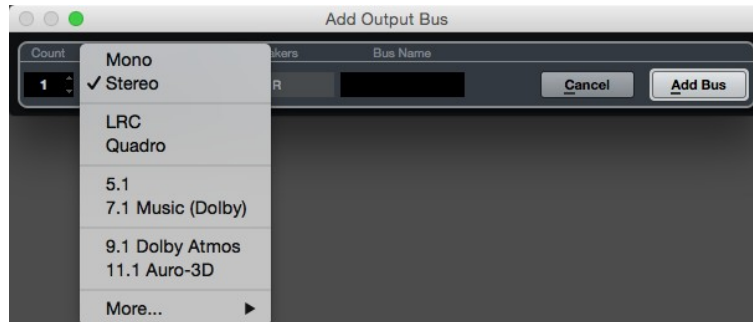 Add Output Bus
Count
Bus Name
1
R
Cancel
Add Bus
Mono
✓ Stereo
LRC
Quadro
5.1
7.1 Music (Dolby)
9.1 Dolby Atmos
11.1 Auro-3D
More...